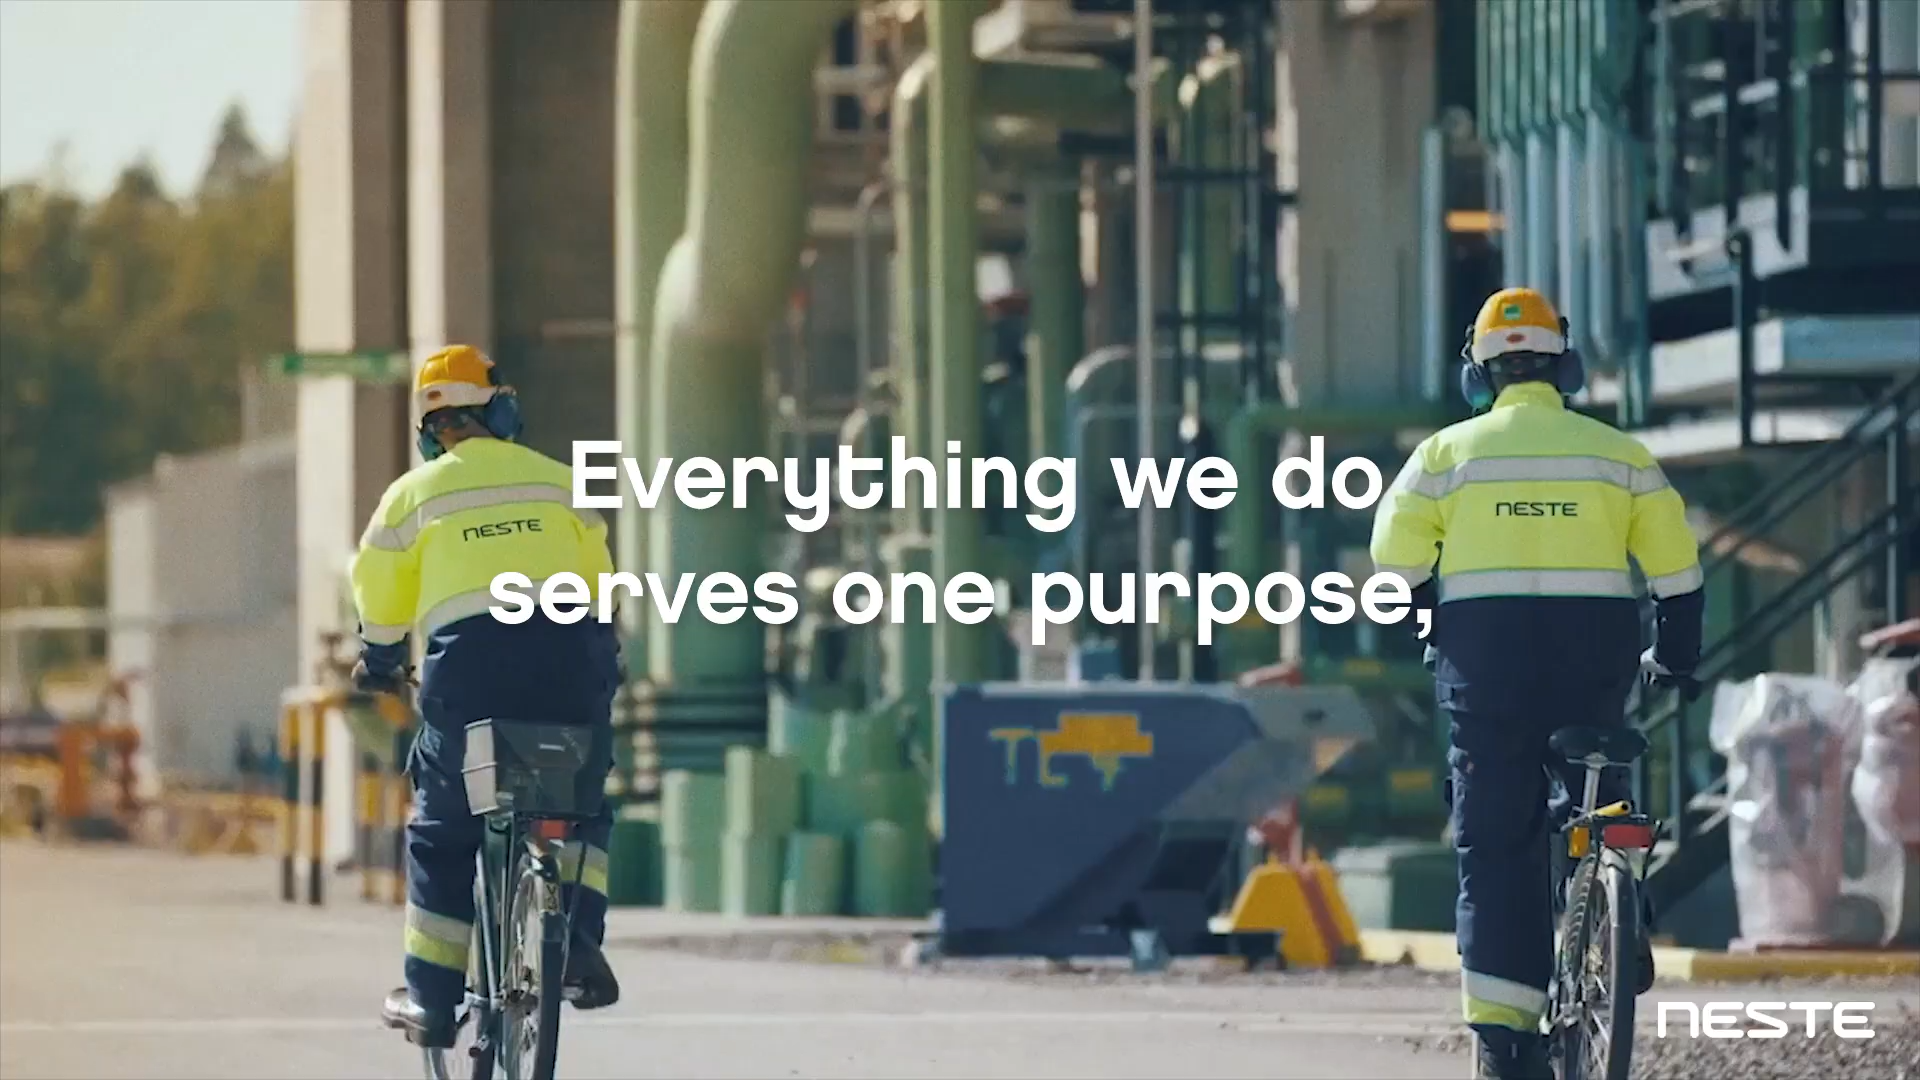 Everything we do
serves one purpose,
NESTE
NESTE
NESTE